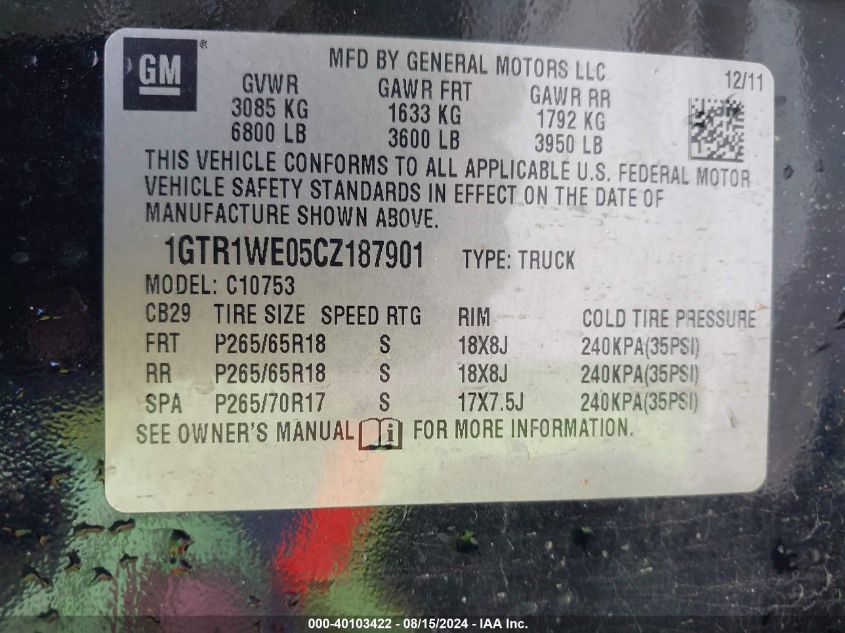 GM ®
MFD BY GENERAL MOTORS LLC
12/11
GVWR GAWR FRT GAWR RR
3085 KG 1633 KG 1792 KG
6800 LB 3600 LB 3950 LB
THIS VEHICLE CONFORMS TO ALL APPLICABLE U.S. FEDERAL MOTOR
VEHICLE SAFETY STANDARDS IN EFFECT ON THE DATE OF
MANUFACTURE SHOWN ABOVE.
1GTR1WE05CZ187901 TYPE: TRUCK
MODEL: C10753
CB29 TIRE SIZE SPEED RTG RIM COLD TIRE PRESSURE
FRT P265/65R18 S 18X8J 240KPA(35PSI)
RR P265/65R18 S 18X8J 240KPA(35PSI)
SPA P265/70R17 S 17X7.5J 240KPA(35PSI)
SEE OWNER'S MANUAL i FOR MORE INFORMATION.
000-40103422 - 08/15/2024 - IAA Inc.